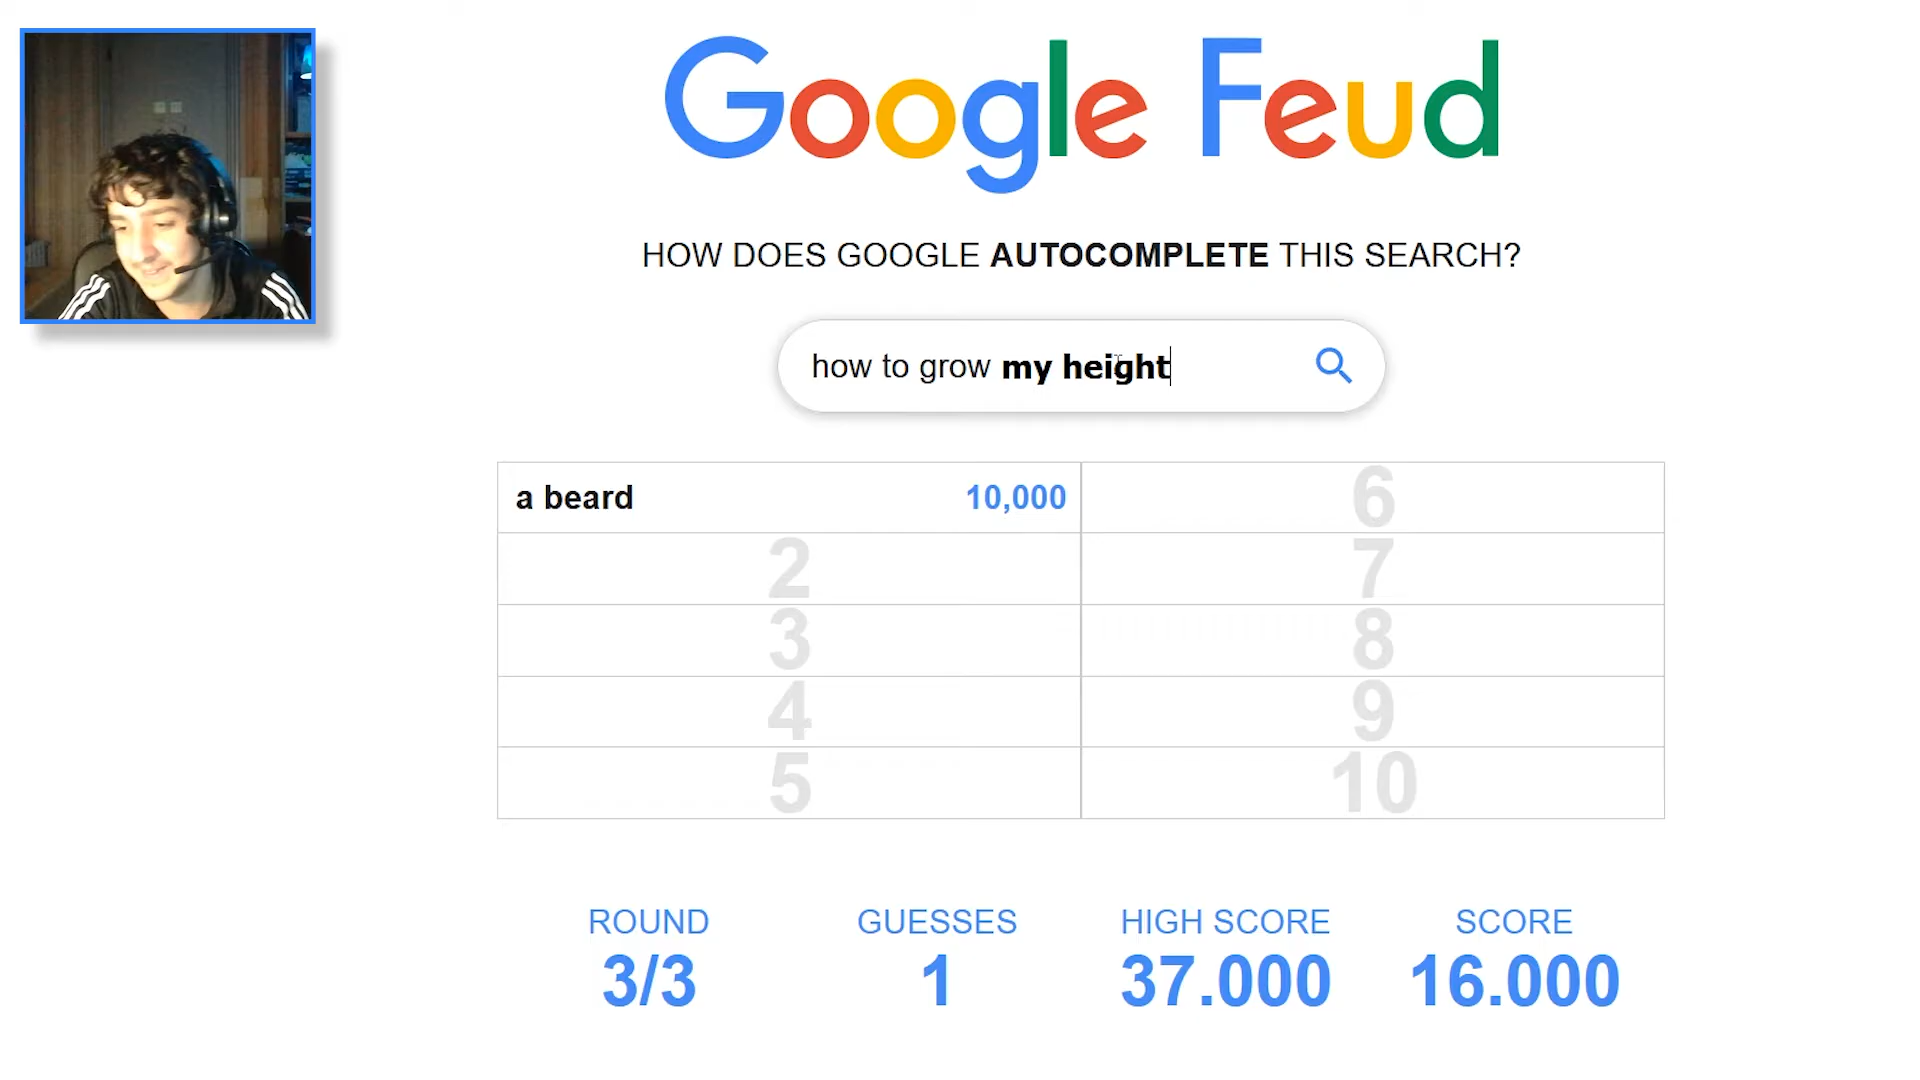 Google Feud
HOW DOES GOOGLE AUTOCOMPLETE THIS SEARCH?
how to grow my height
a beard 10,000 6
2 7
3 8
4 9
5 10
ROUND GUESSES HIGH SCORE SCORE
3/3 1 37.000 16.000